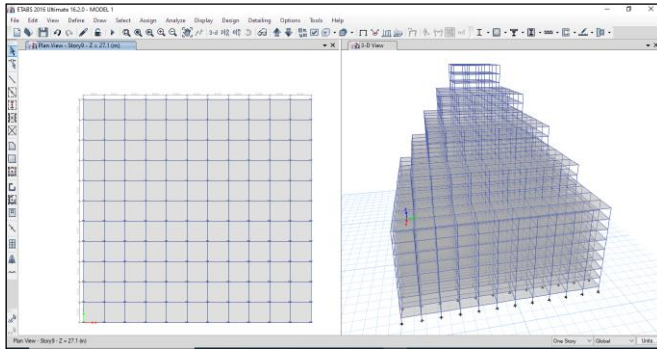 ETABS 2016 Ultimate 16.2.0 - MODEL 1
File Edit View Define Draw Select Assign Analyze Display Design Detailing Options Tools Help
Plan View - Story9 - Z = 27.1 (m)
3-D View
Plan View - Story9 - Z = 27.1 (m)
One Story
Global
Units...